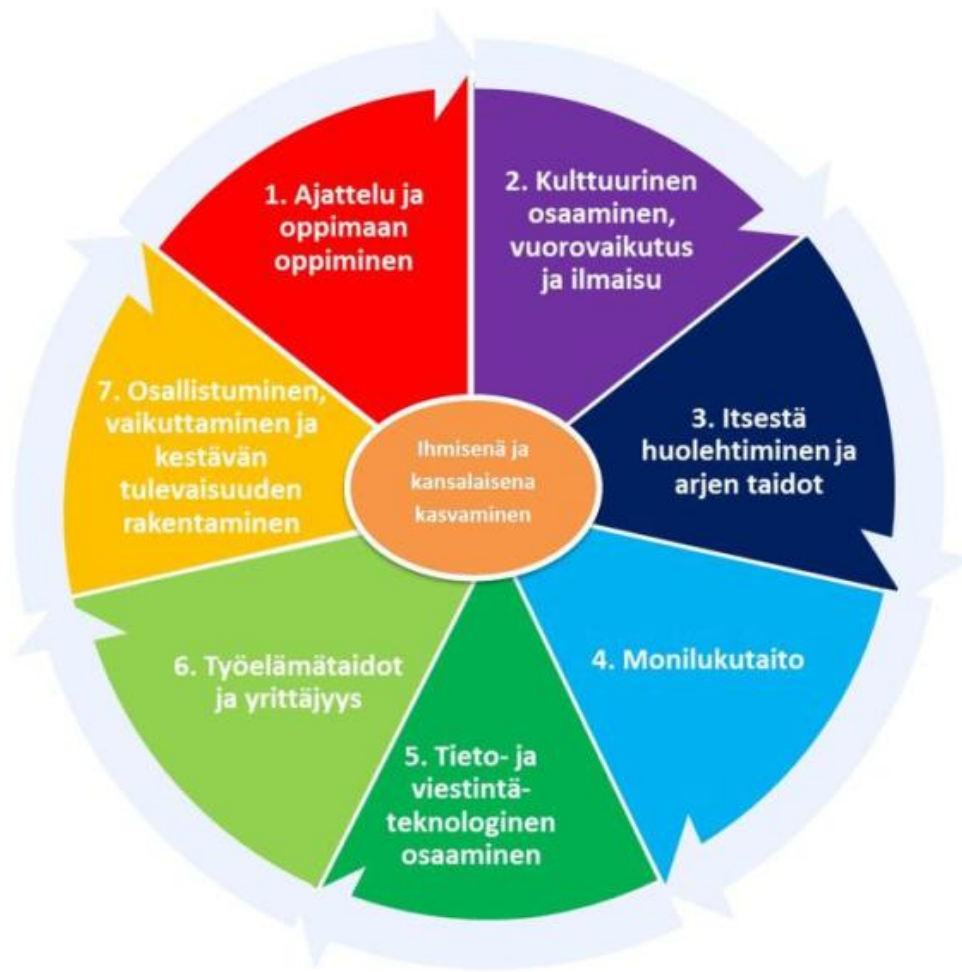 1. Ajattelu ja
oppimaan
oppiminen
2. Kulttuurinen
osaaminen,
vuorovaikutus
ja ilmaisu
3. Itsestä
huolehtiminen ja
arjen taidot
4. Monilukutaito
5. Tieto- ja
viestintä-
teknologinen
osaaminen
6. Työelämätaidot
ja yrittäjyys
7. Osallistuminen,
vaikuttaminen ja
kestävän
tulevaisuuden
rakentaminen
Ihmisenä ja
kansalaisena
kasvaminen